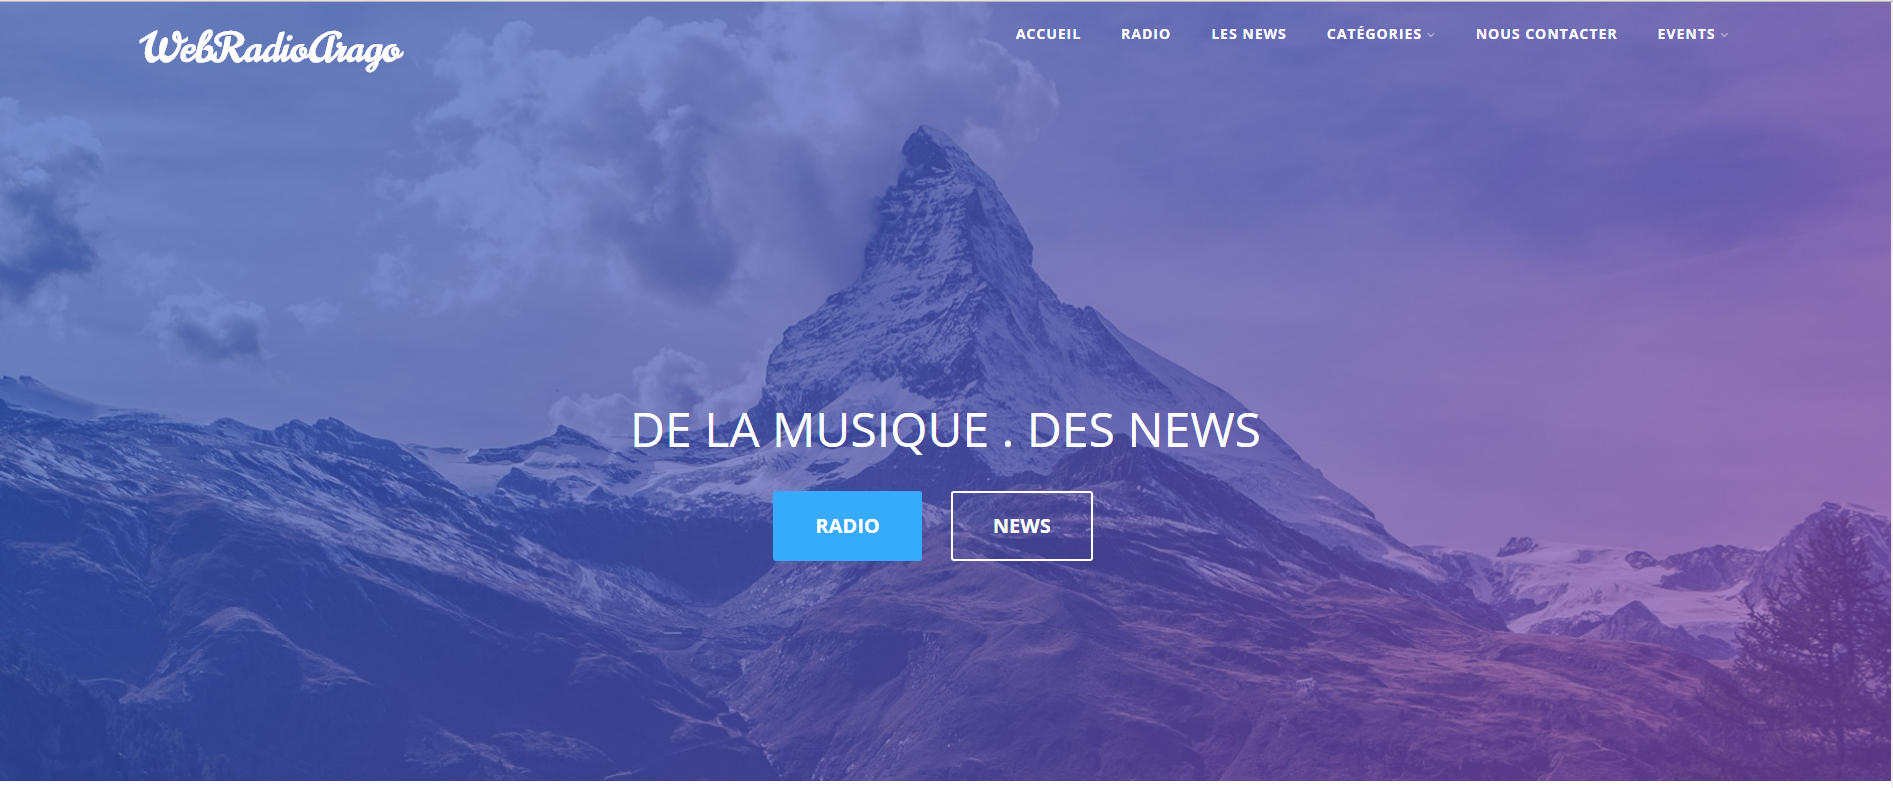 WebRadioArago
ACCUEIL RADIO LES NEWS CATÉGORIES NOUS CONTACTER EVENTS
DE LA MUSIQUE . DES NEWS
RADIO NEWS